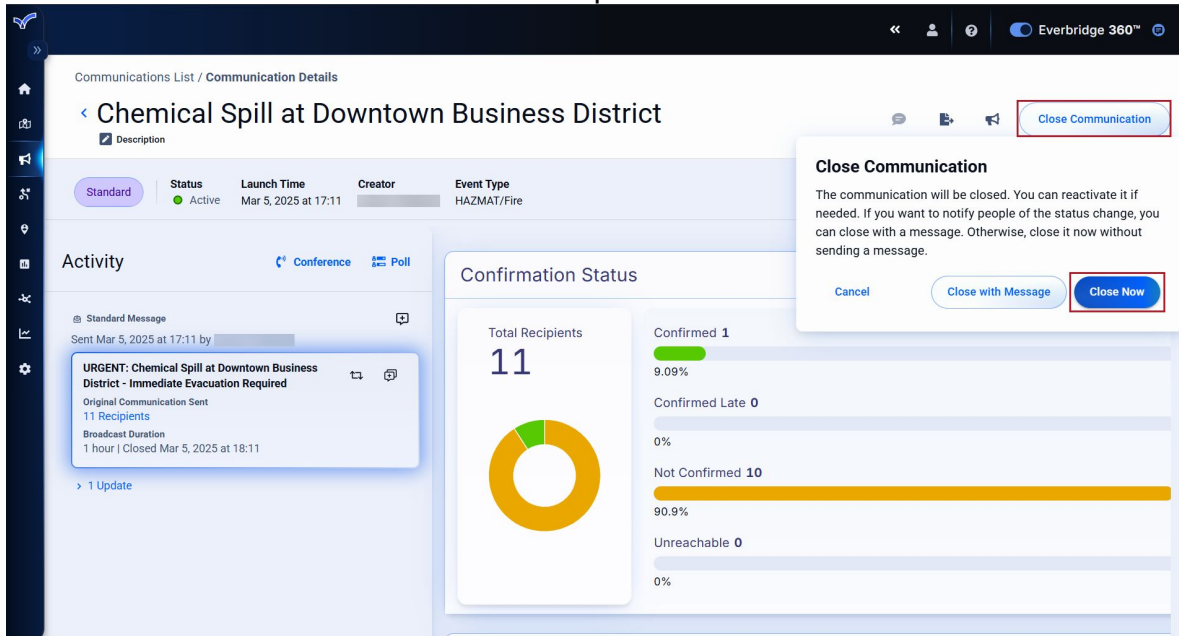 Everbridge 360™
Communications List / Communication Details
Chemical Spill at Downtown Business District
Description
Close Communication
Standard
Status
Active
Launch Time
Mar 5, 2025 at 17:11
Creator
Event Type
HAZMAT/Fire
Close Communication
The communication will be closed. You can reactivate it if
needed. If you want to notify people of the status change, you
can close with a message. Otherwise, close it now without
sending a message.
Cancel
Close with Message
Close Now
Activity
Conference
Poll
Standard Message
Sent Mar 5, 2025 at 17:11 by
URGENT: Chemical Spill at Downtown Business
District - Immediate Evacuation Required
Original Communication Sent
11 Recipients
Broadcast Duration
1 hour | Closed Mar 5, 2025 at 18:11
1 Update
Confirmation Status
Total Recipients
11
Confirmed 1
9.09%
Confirmed Late 0
0%
Not Confirmed 10
90.9%
Unreachable 0
0%